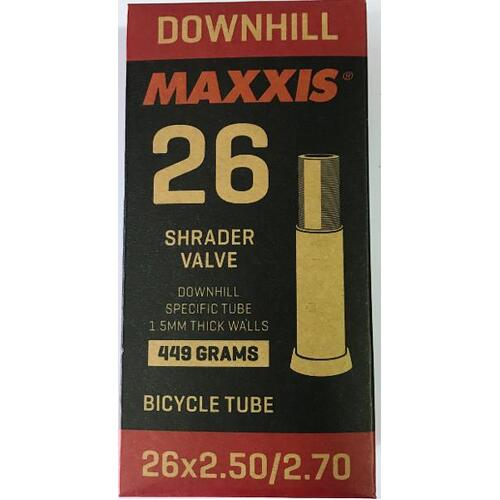 DOWNHILL
MAXXIS®
26
SHRADER
VALVE
DOWNHILL
SPECIFIC TUBE
1.5MM THICK WALLS
449 GRAMS
BICYCLE TUBE
26x2.50/2.70